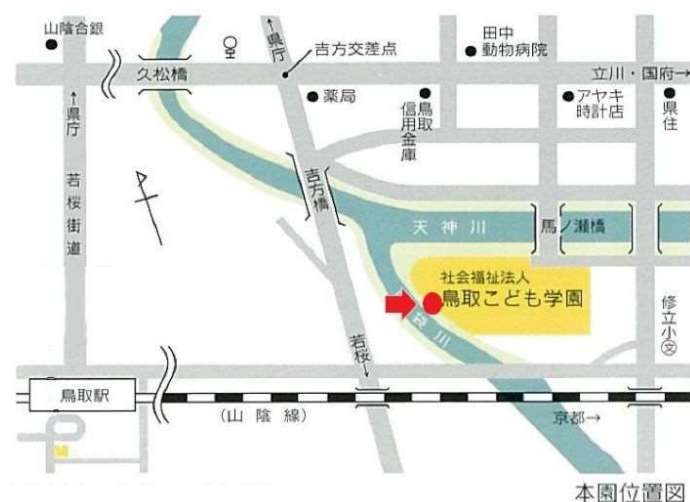 山陰合銀
←県庁
吉方交差点
田中
動物病院
久松橋
立川・国府→
←県庁
若桜街道
薬局
鳥取
信用金庫
アヤキ
時計店
県住
吉方橋
天神川
馬ノ瀬橋
社会福祉法人
鳥取こども学園
袋川
修立小
文
若桜→
鳥取駅
(山陰線)
京都→
本園位置図